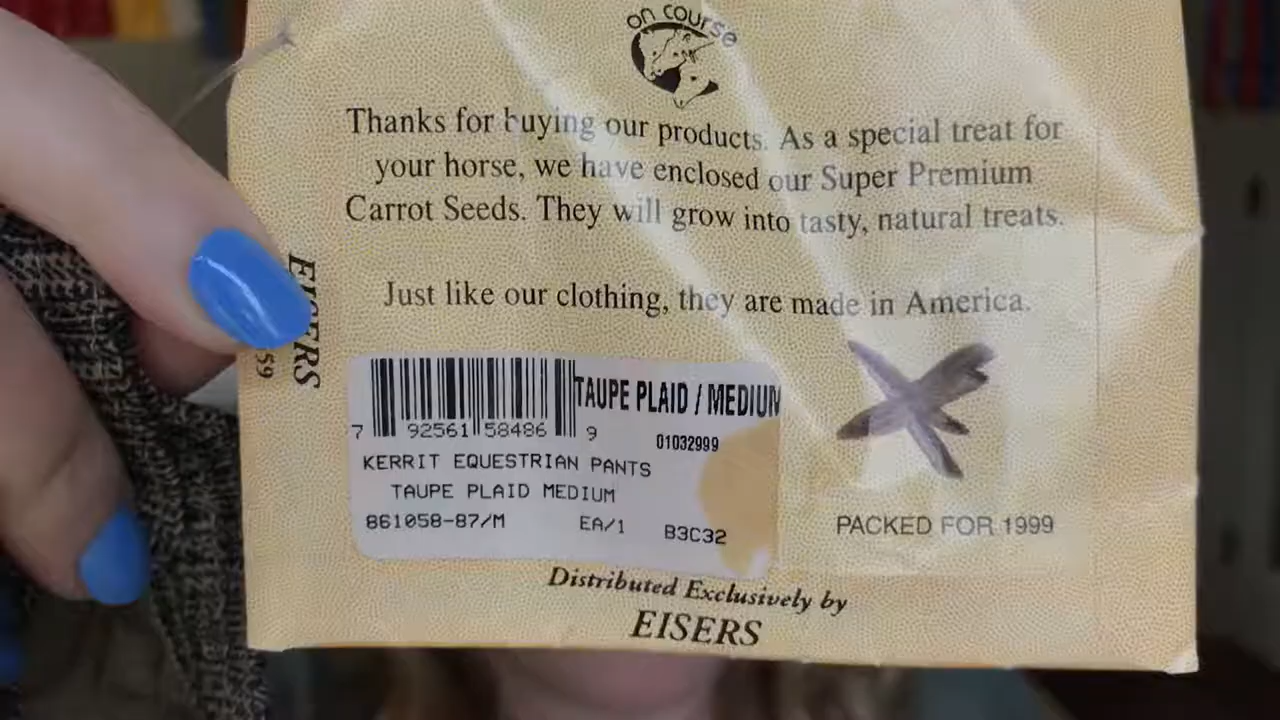 on course
Thanks for buying our products. As a special treat for
your horse, we have enclosed our Super Premium
Carrot Seeds. They will grow into tasty, natural treats.
Just like our clothing, they are made in America.
EISERS
59
TAUPE PLAID / MEDIUM
7 92561 58486 9
01032999
KERRIT EQUESTRIAN PANTS
TAUPE PLAID MEDIUM
861058-87/M EA/1 B3C32
PACKED FOR 1999
Distributed Exclusively by
EISERS